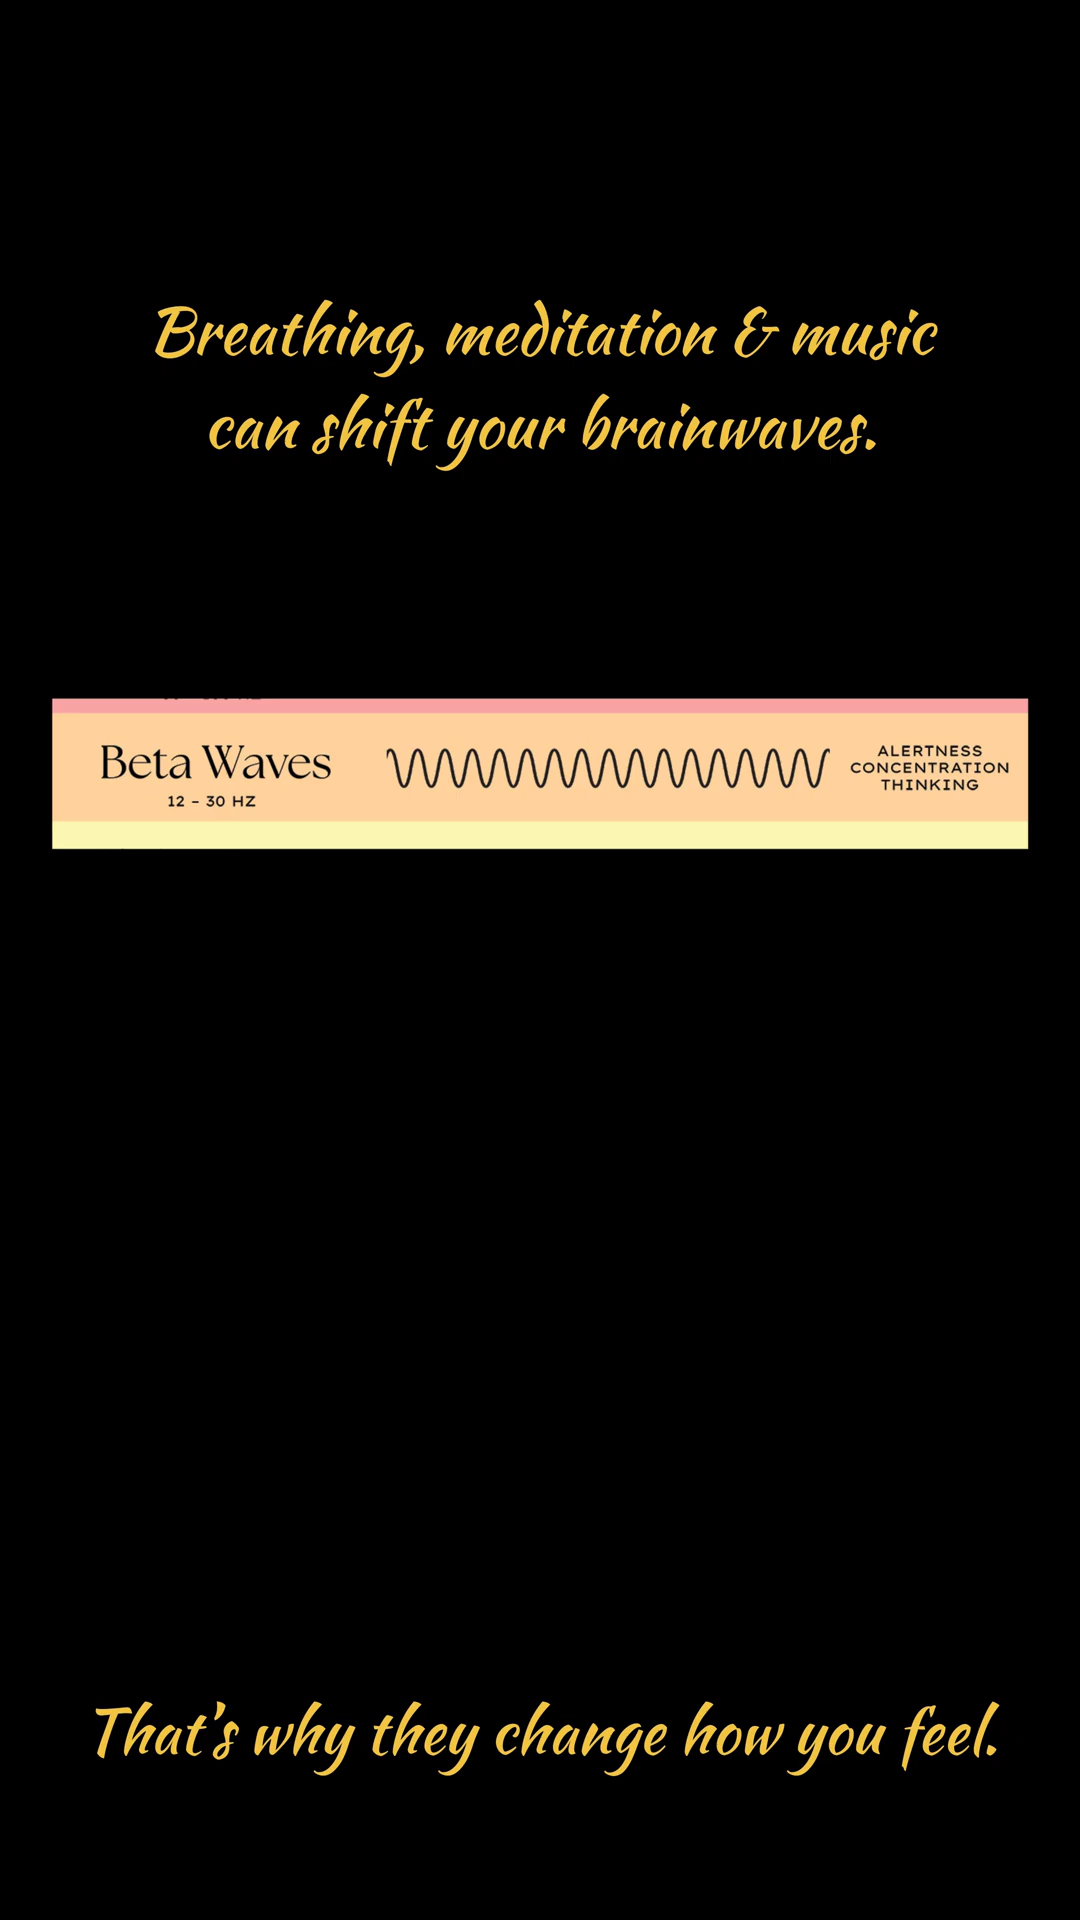 Breathing, meditation & music
can shift your brainwaves.
Beta Waves
12 – 30 HZ
ALERTNESS
CONCENTRATION
THINKING
That's why they change how you feel.